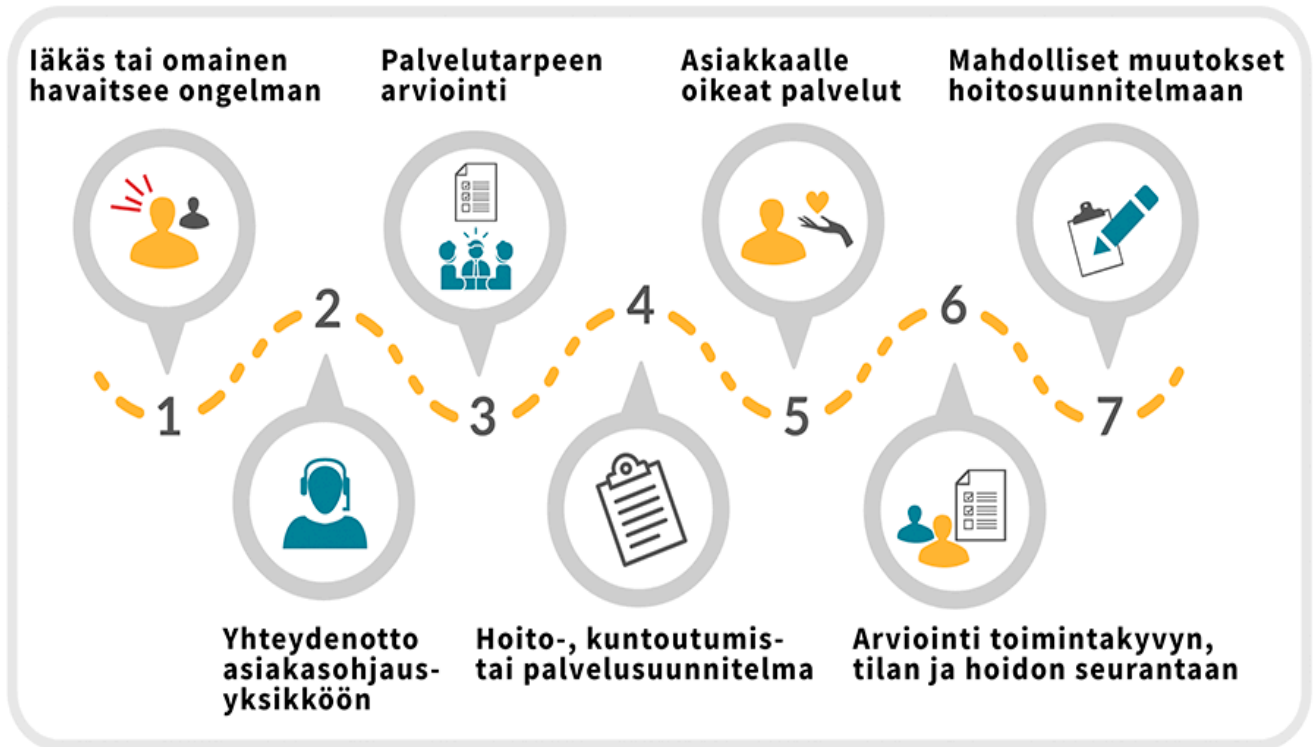 Iäkäs tai omainen
havaitsee ongelman
Palvelutarpeen
arviointi
Asiakkaalle
oikeat palvelut
Mahdolliset muutokset
hoitosuunnitelmaan
1
2
3
4
5
6
7
Yhteydenotto
asiakasohjaus-
yksikköön
Hoito-, kuntoutumis-
tai palvelusuunnitelma
Arviointi toimintakyvyn,
tilan ja hoidon seurantaan